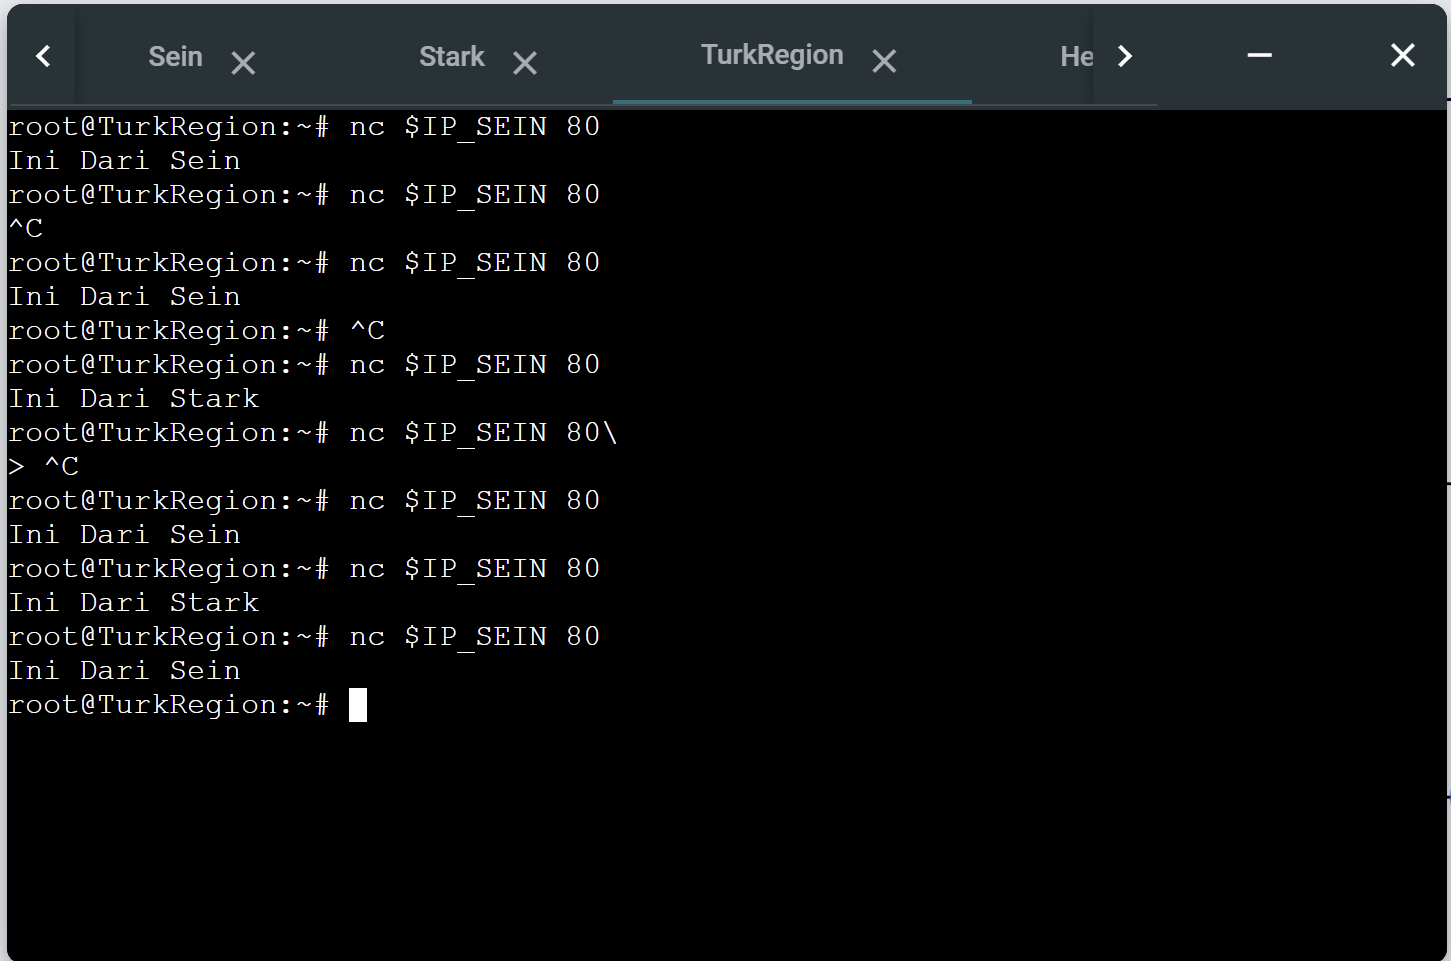 Sein Stark TurkRegion He
root@TurkRegion:~# nc $IP_SEIN 80
Ini Dari Sein
root@TurkRegion:~# nc $IP_SEIN 80
^C
root@TurkRegion:~# nc $IP_SEIN 80
Ini Dari Sein
root@TurkRegion:~# ^C
root@TurkRegion:~# nc $IP_SEIN 80
Ini Dari Stark
root@TurkRegion:~# nc $IP_SEIN 80\
> ^C
root@TurkRegion:~# nc $IP_SEIN 80
Ini Dari Sein
root@TurkRegion:~# nc $IP_SEIN 80
Ini Dari Stark
root@TurkRegion:~# nc $IP_SEIN 80
Ini Dari Sein
root@TurkRegion:~#